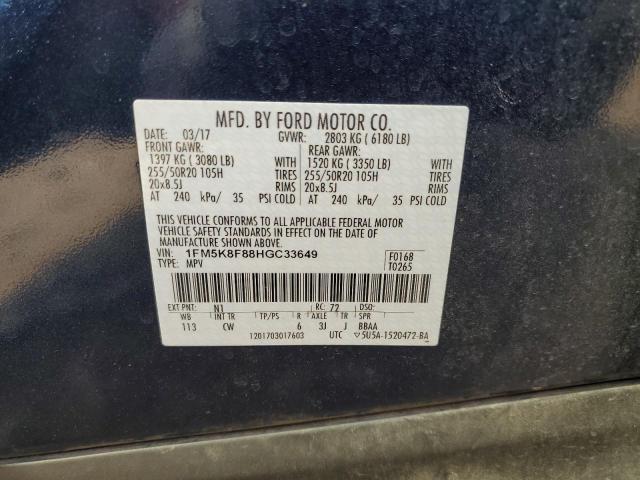 MFD. BY FORD MOTOR CO.
DATE: 03/17 GVWR: 2803 KG ( 6180 LB)
FRONT GAWR: REAR GAWR:
1397 KG ( 3080 LB) WITH 1520 KG ( 3350 LB) WITH
255/50R20 105H TIRES 255/50R20 105H TIRES
20x8.5J RIMS 20x8.5J RIMS
AT 240 kPa/ 35 PSI COLD AT 240 kPa/ 35 PSI COLD
THIS VEHICLE CONFORMS TO ALL APPLICABLE FEDERAL MOTOR
VEHICLE SAFETY STANDARDS IN EFFECT ON THE DATE OF
MANUFACTURE SHOWN ABOVE.
VIN: 1FM5K8F88HGC33649 F0168
TYPE: MPV T0265
EXT PNT: N1 RC: 72 DSO:
WB INT TR TP/PS R AXLE TR SPR
113 CW 6 3J J BBAA
1201703017603 UTC ▽5U5A-1520472-BA